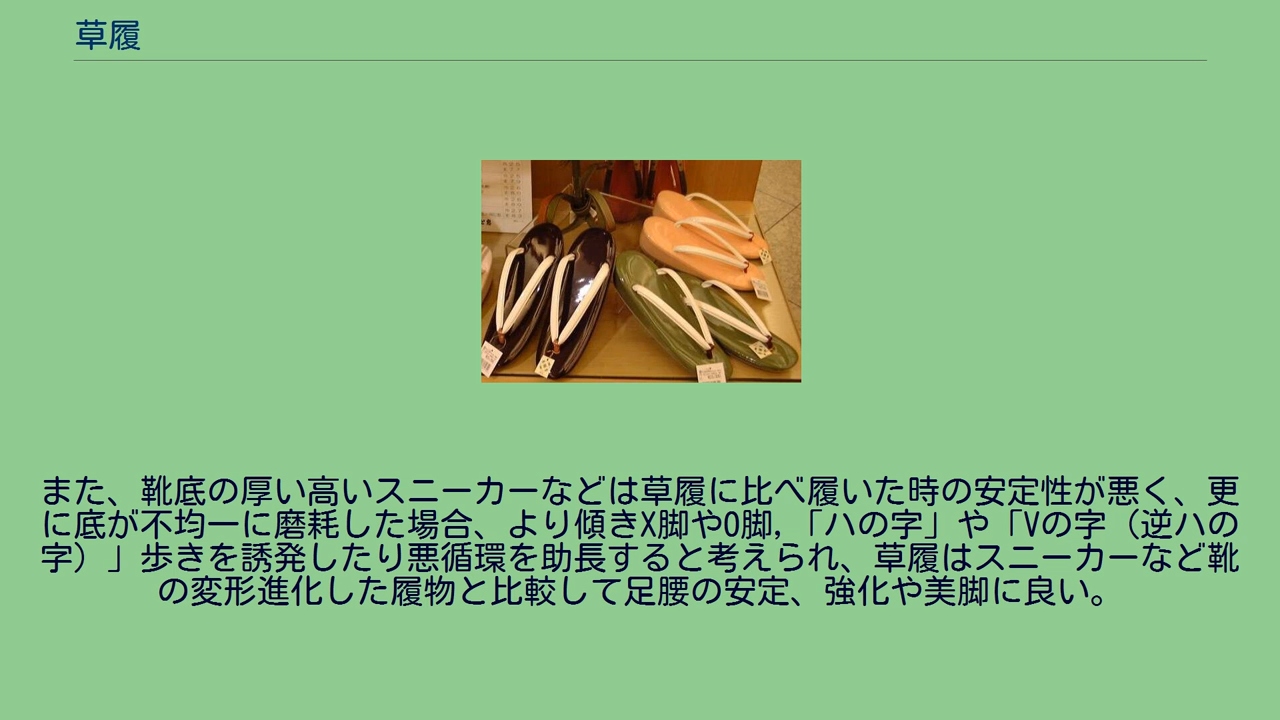 草履
また、靴底の厚い高いスニーカーなどは草履に比べ履いた時の安定性が悪く、更
に底が不均一に磨耗した場合、より傾きX脚やO脚,「ハの字」や「Vの字（逆ハの
字）」歩きを誘発したり悪循環を助長すると考えられ、草履はスニーカーなど靴
の変形進化した履物と比較して足腰の安定、強化や美脚に良い。